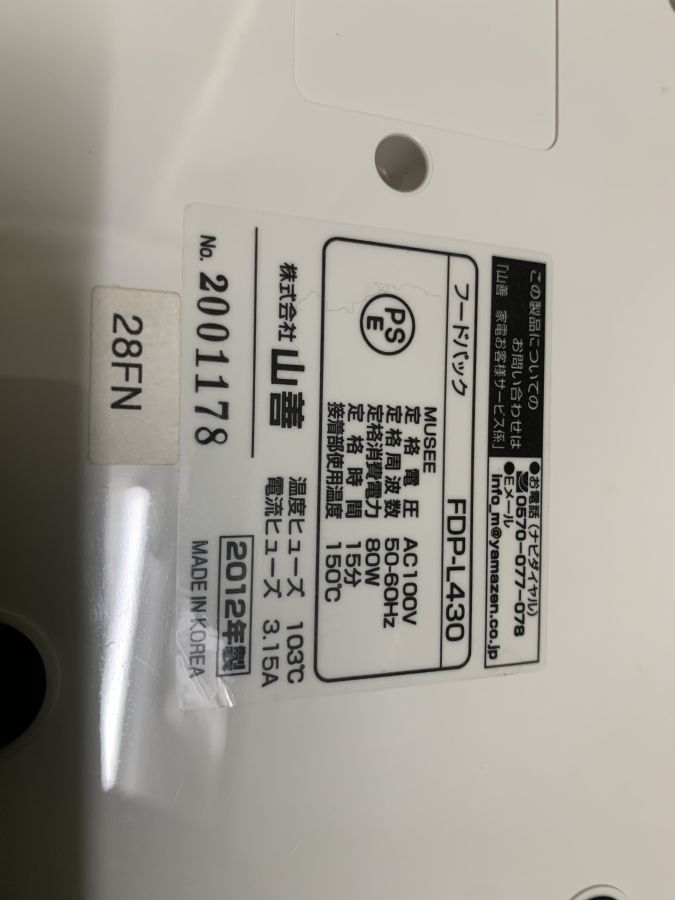 この製品についての
お問い合わせは
「山善 家電お客様サービス係」
●お電話(ナビダイヤル)
0570-077-078
●Eメール
info_m@yamazen.co.jp
フードパック FDP-L430
PS
E
MUSEE
定格電圧 AC100V
定格周波数 50-60Hz
定格消費電力 80W
定格時間 15分
接着部使用温度 150℃
株式会社 山善
温度ヒューズ 103℃
電流ヒューズ 3.15A
2012年製
No. 2001178
MADE IN KOREA
28FN